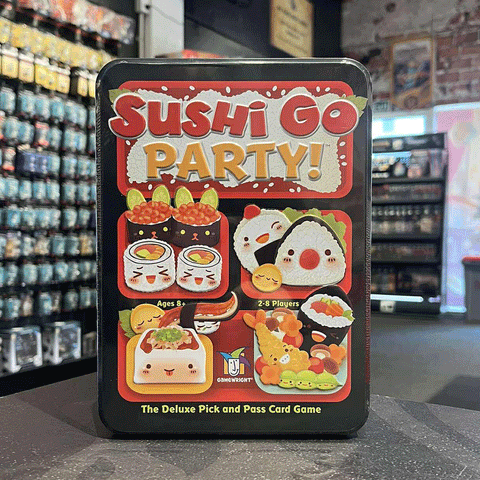 SUSHi GO
PARTY!
Ages 8+
2-8 Players
GAMEWRIGHT
The Deluxe Pick and Pass Card Game